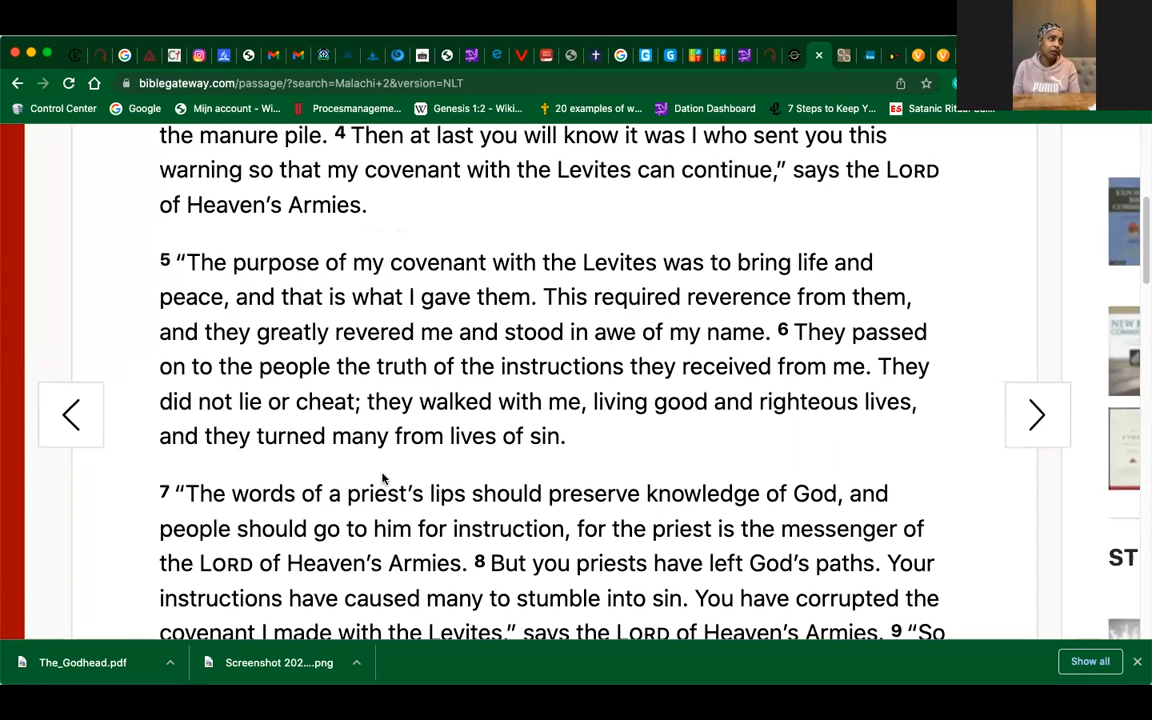 biblegateway.com/passage/?search=Malachi+2&version=NLT
Control Center Google Mijn account - Wi... Procesmanageme... Genesis 1:2 - Wiki... 20 examples of w... Dation Dashboard 7 Steps to Keep Y... Satanic Ritual
the manure pile. 4 Then at last you will know it was I who sent you this
warning so that my covenant with the Levites can continue,” says the LORD
of Heaven’s Armies.
5 “The purpose of my covenant with the Levites was to bring life and
peace, and that is what I gave them. This required reverence from them,
and they greatly revered me and stood in awe of my name. 6 They passed
on to the people the truth of the instructions they received from me. They
did not lie or cheat; they walked with me, living good and righteous lives,
and they turned many from lives of sin.
7 “The words of a priest’s lips should preserve knowledge of God, and
people should go to him for instruction, for the priest is the messenger of
the LORD of Heaven’s Armies. 8 But you priests have left God’s paths. Your
instructions have caused many to stumble into sin. You have corrupted the
covenant I made with the Levites,” says the LORD of Heaven’s Armies. 9 “So
ST
The_Godhead.pdf Screenshot 202....png Show all